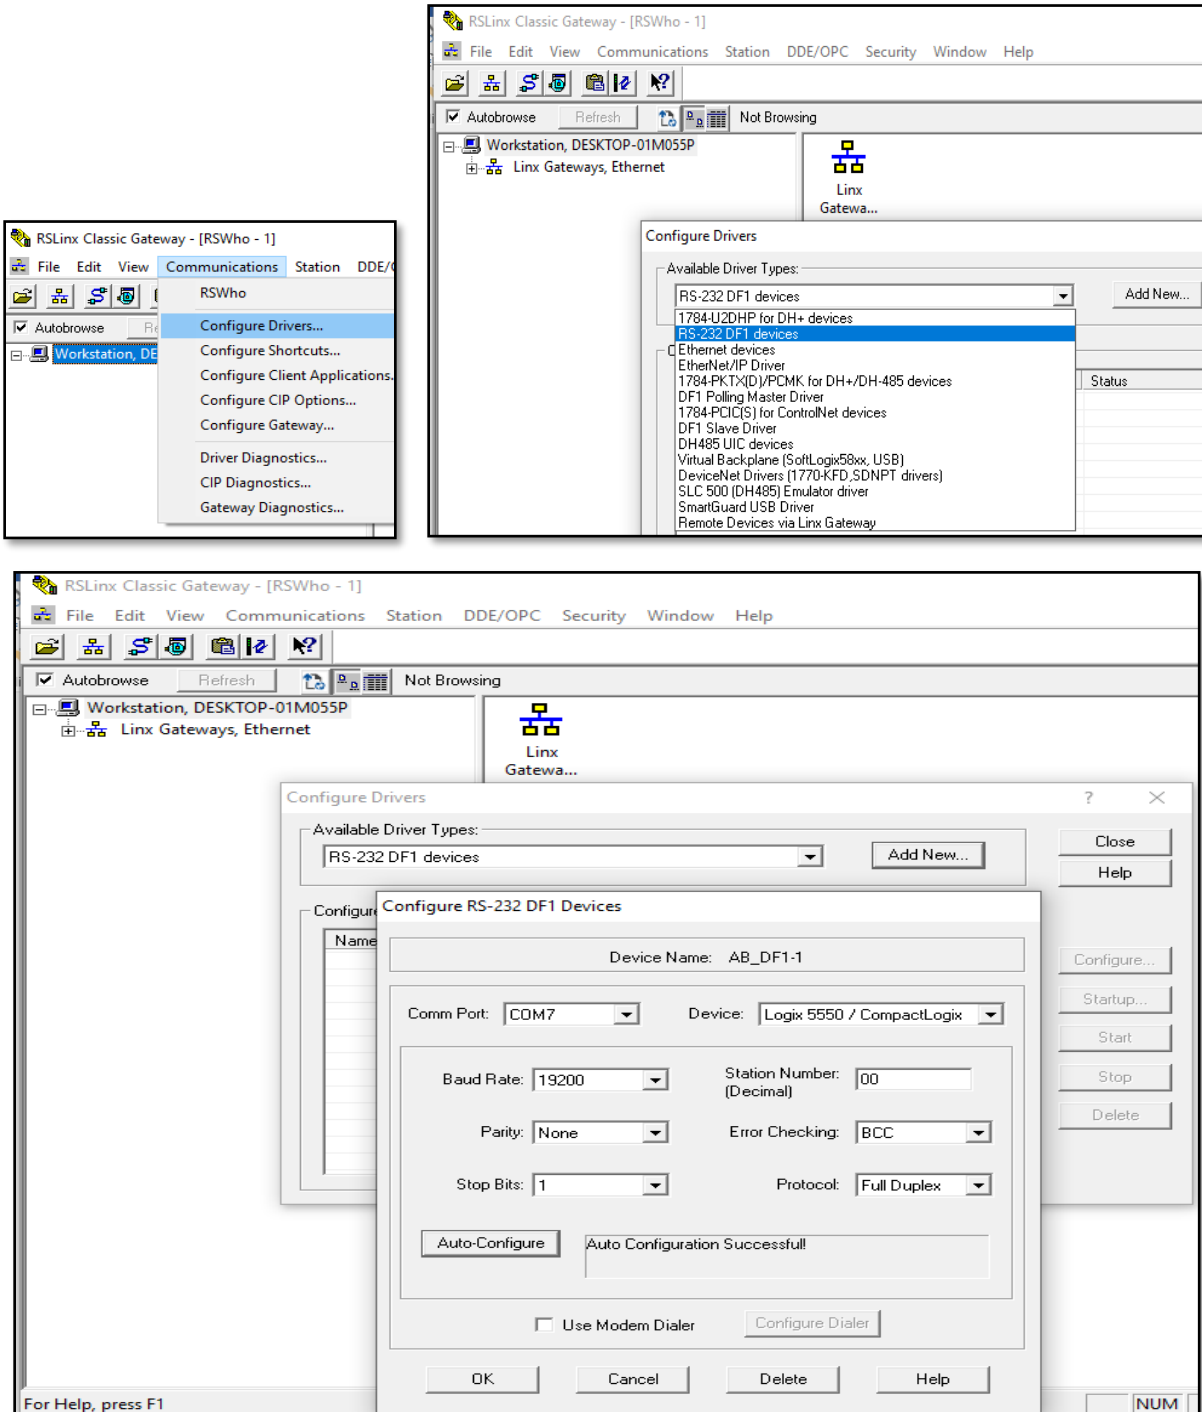 RSLinx Classic Gateway - [RSWho - 1]
File Edit View Communications Station DDE/OPC Security Window Help
Autobrowse Refresh Not Browsing
Workstation, DESKTOP-01M055P
Linx Gateways, Ethernet
Linx
Gatewa...
Configure Drivers
Available Driver Types:
RS-232 DF1 devices
Add New...
1784-U2DHP for DH+ devices
RS-232 DF1 devices
Ethernet devices
EtherNet/IP Driver
1784-PKTX(D)/PCMK for DH+/DH-485 devices
DF1 Polling Master Driver
1784-PCIC(S) for ControlNet devices
DF1 Slave Driver
DH485 UIC devices
Virtual Backplane (SoftLogix58xx, USB)
DeviceNet Drivers (1770-KFD,SDNPT drivers)
SLC 500 (DH485) Emulator driver
SmartGuard USB Driver
Remote Devices via Linx Gateway
Status
RSLinx Classic Gateway - [RSWho - 1]
File Edit View Communications Station DDE/
Autobrowse Re
Workstation, DE
RSWho
Configure Drivers...
Configure Shortcuts...
Configure Client Applications.
Configure CIP Options...
Configure Gateway...
Driver Diagnostics...
CIP Diagnostics...
Gateway Diagnostics...
RSLinx Classic Gateway - [RSWho - 1]
File Edit View Communications Station DDE/OPC Security Window Help
Autobrowse Refresh Not Browsing
Workstation, DESKTOP-01M055P
Linx Gateways, Ethernet
Linx
Gatewa...
Configure Drivers ?
Available Driver Types:
RS-232 DF1 devices
Add New...
Close
Help
Configure
Name
Configure...
Startup...
Start
Stop
Delete
Configure RS-232 DF1 Devices
Device Name: AB_DF1-1
Comm Port: COM7 Device: Logix 5550 / CompactLogix
Baud Rate: 19200 Station Number: 00
(Decimal)
Parity: None Error Checking: BCC
Stop Bits: 1 Protocol: Full Duplex
Auto-Configure Auto Configuration Successful!
Use Modem Dialer Configure Dialer
OK Cancel Delete Help
For Help, press F1 NUM